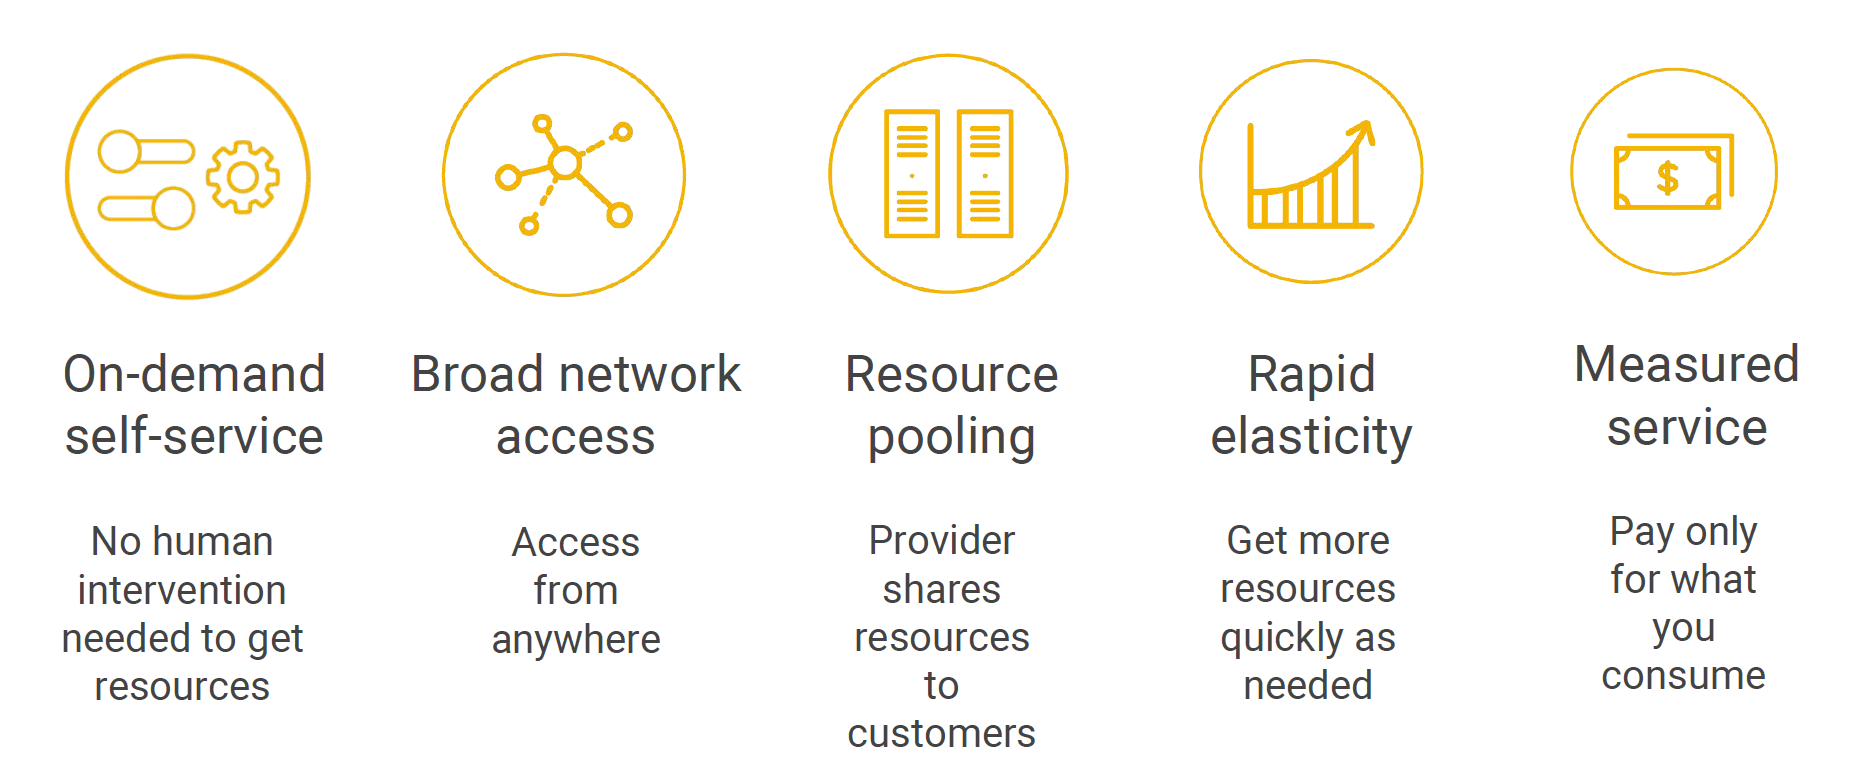 $
On-demand
self-service
No human
intervention
needed to get
resources
Broad network
access
Access
from
anywhere
Resource
pooling
Provider
shares
resources
to
customers
Rapid
elasticity
Get more
resources
quickly as
needed
Measured
service
Pay only
for what
you
consume